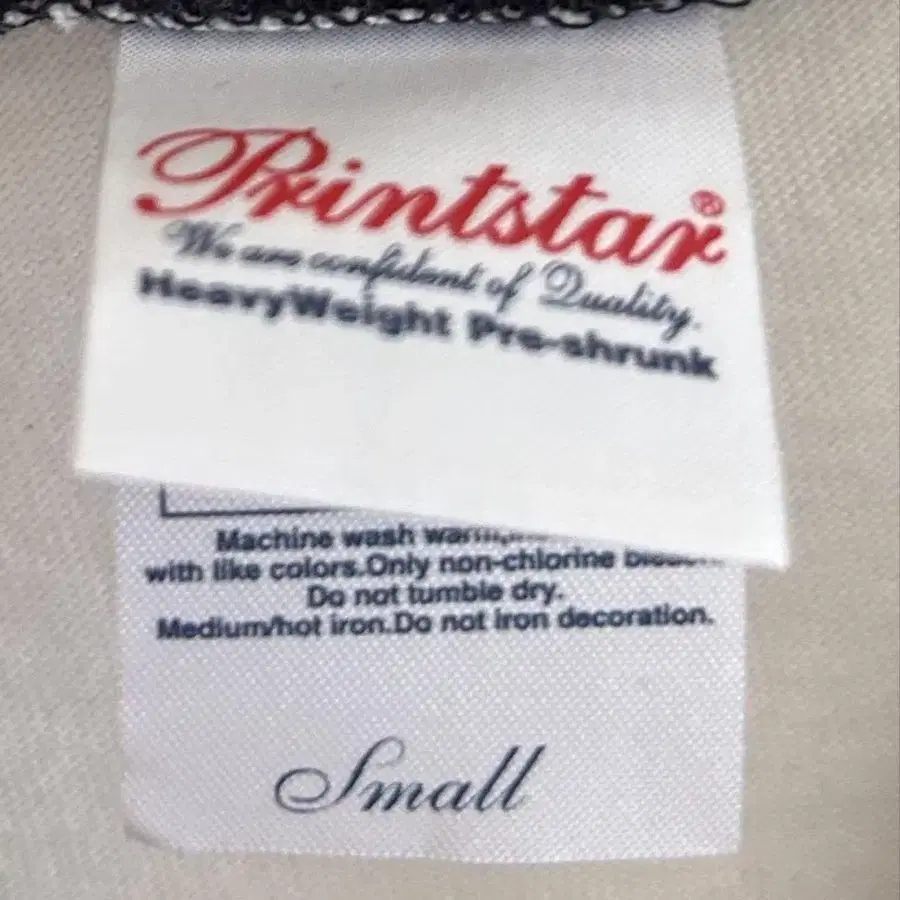 Printstar®
We are confident of Quality.
HeavyWeight Pre-shrunk
Machine wash warm,
with like colors.Only non-chlorine
Do not tumble dry.
Medium/hot iron.Do not iron decoration.
Small